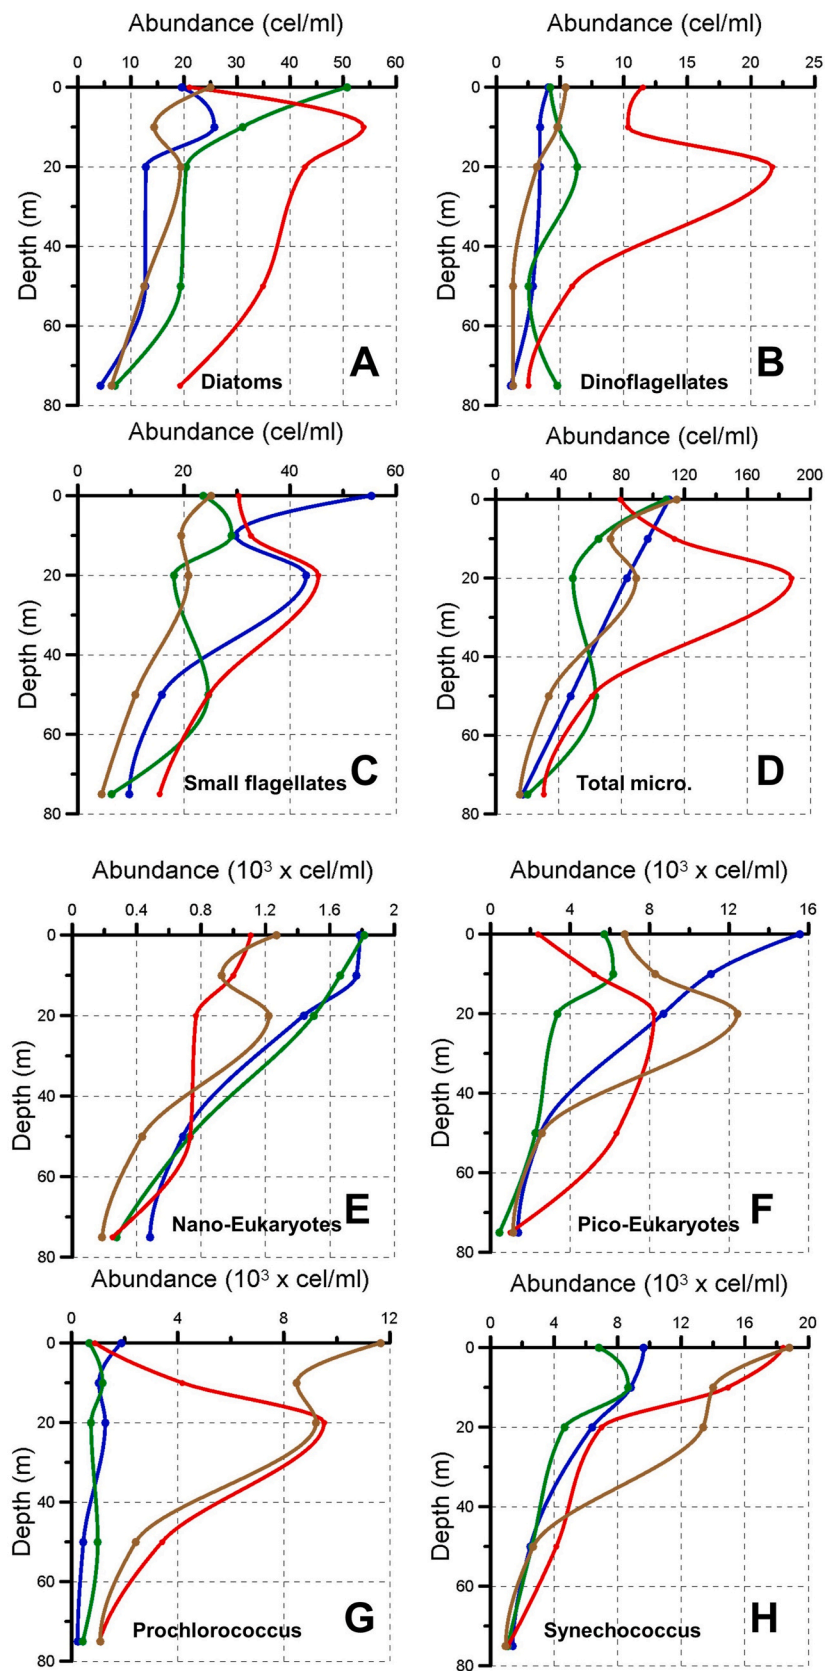 Abundance (cel/ml)
0 10 20 30 40 50 60
0
20
40
60
80
Depth (m)
Diatoms
A
Abundance (cel/ml)
0 5 10 15 20 25
0
20
40
60
80
Depth (m)
Dinoflagellates
B
Abundance (cel/ml)
0 20 40 60
0
20
40
60
80
Depth (m)
Small flagellates
C
Abundance (cel/ml)
0 40 80 120 160 200
0
20
40
60
80
Depth (m)
Total micro.
D
Abundance (10³ x cel/ml)
0 0.4 0.8 1.2 1.6 2
0
20
40
60
80
Depth (m)
Nano-Eukaryotes
E
Abundance (10³ x cel/ml)
0 4 8 12 16
0
20
40
60
80
Depth (m)
Pico-Eukaryotes
F
Abundance (10³ x cel/ml)
0 4 8 12
0
20
40
60
80
Depth (m)
Prochlorococcus
G
Abundance (10³ x cel/ml)
0 4 8 12 16 20
0
20
40
60
80
Depth (m)
Synechococcus
H